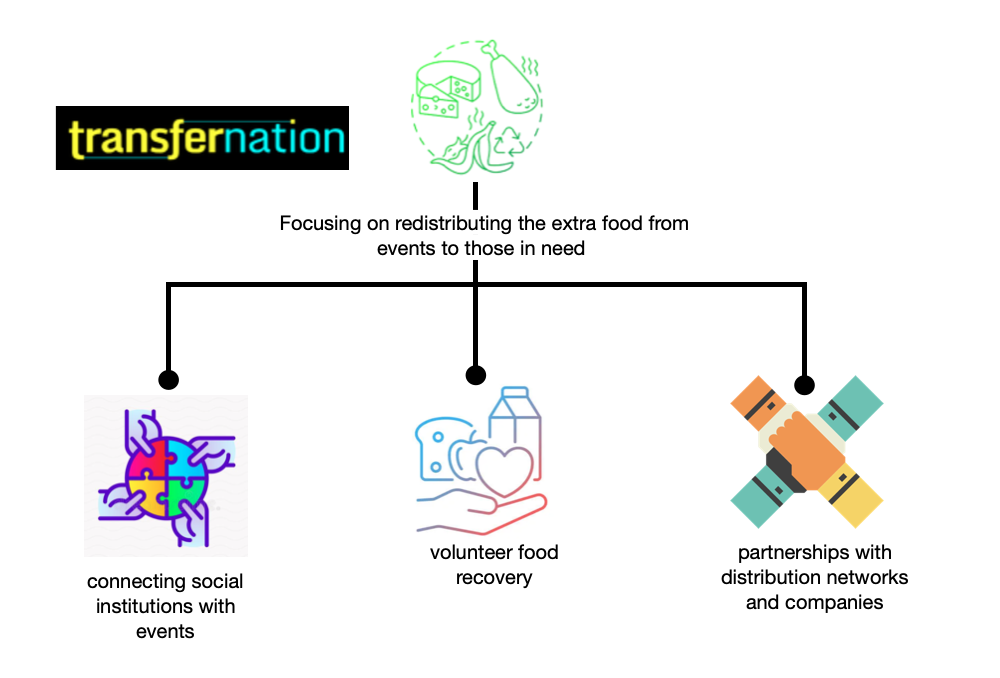 transfernation
Focusing on redistributing the extra food from
events to those in need
connecting social
institutions with
events
volunteer food
recovery
partnerships with
distribution networks
and companies